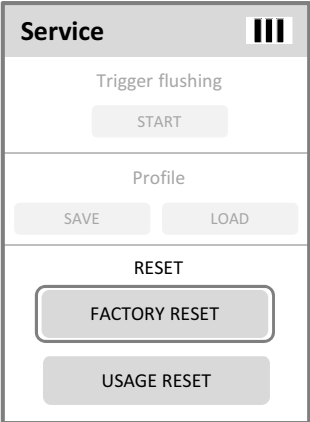 Service
Trigger flushing
START
Profile
SAVE LOAD
RESET
FACTORY RESET
USAGE RESET